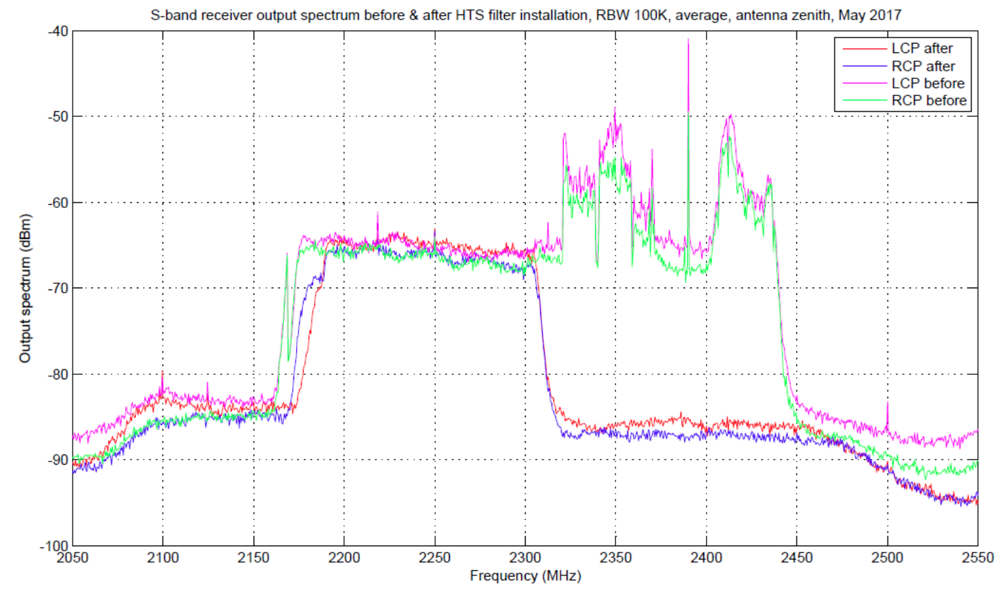 S-band receiver output spectrum before & after HTS filter installation, RBW 100K, average, antenna zenith, May 2017
-40
-50
-60
-70
-80
-90
-100
Output spectrum (dBm)
LCP after
RCP after
LCP before
RCP before
2050 2100 2150 2200 2250 2300 2350 2400 2450 2500 2550
Frequency (MHz)